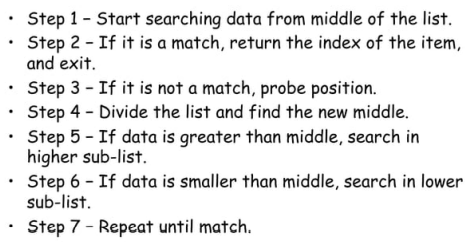 • Step 1 – Start searching data from middle of the list.
• Step 2 – If it is a match, return the index of the item,
and exit.
• Step 3 – If it is not a match, probe position.
• Step 4 – Divide the list and find the new middle.
• Step 5 – If data is greater than middle, search in
higher sub-list.
• Step 6 – If data is smaller than middle, search in lower
sub-list.
• Step 7 – Repeat until match.